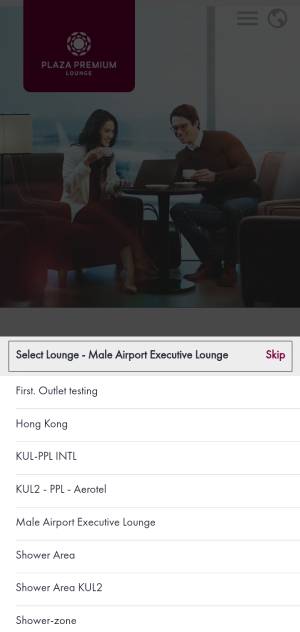 PLAZA PREMIUM
LOUNGE
Select Lounge - Male Airport Executive Lounge Skip
First. Outlet testing
Hong Kong
KUL-PPL INTL
KUL2 - PPL - Aerotel
Male Airport Executive Lounge
Shower Area
Shower Area KUL2
Shower-zone